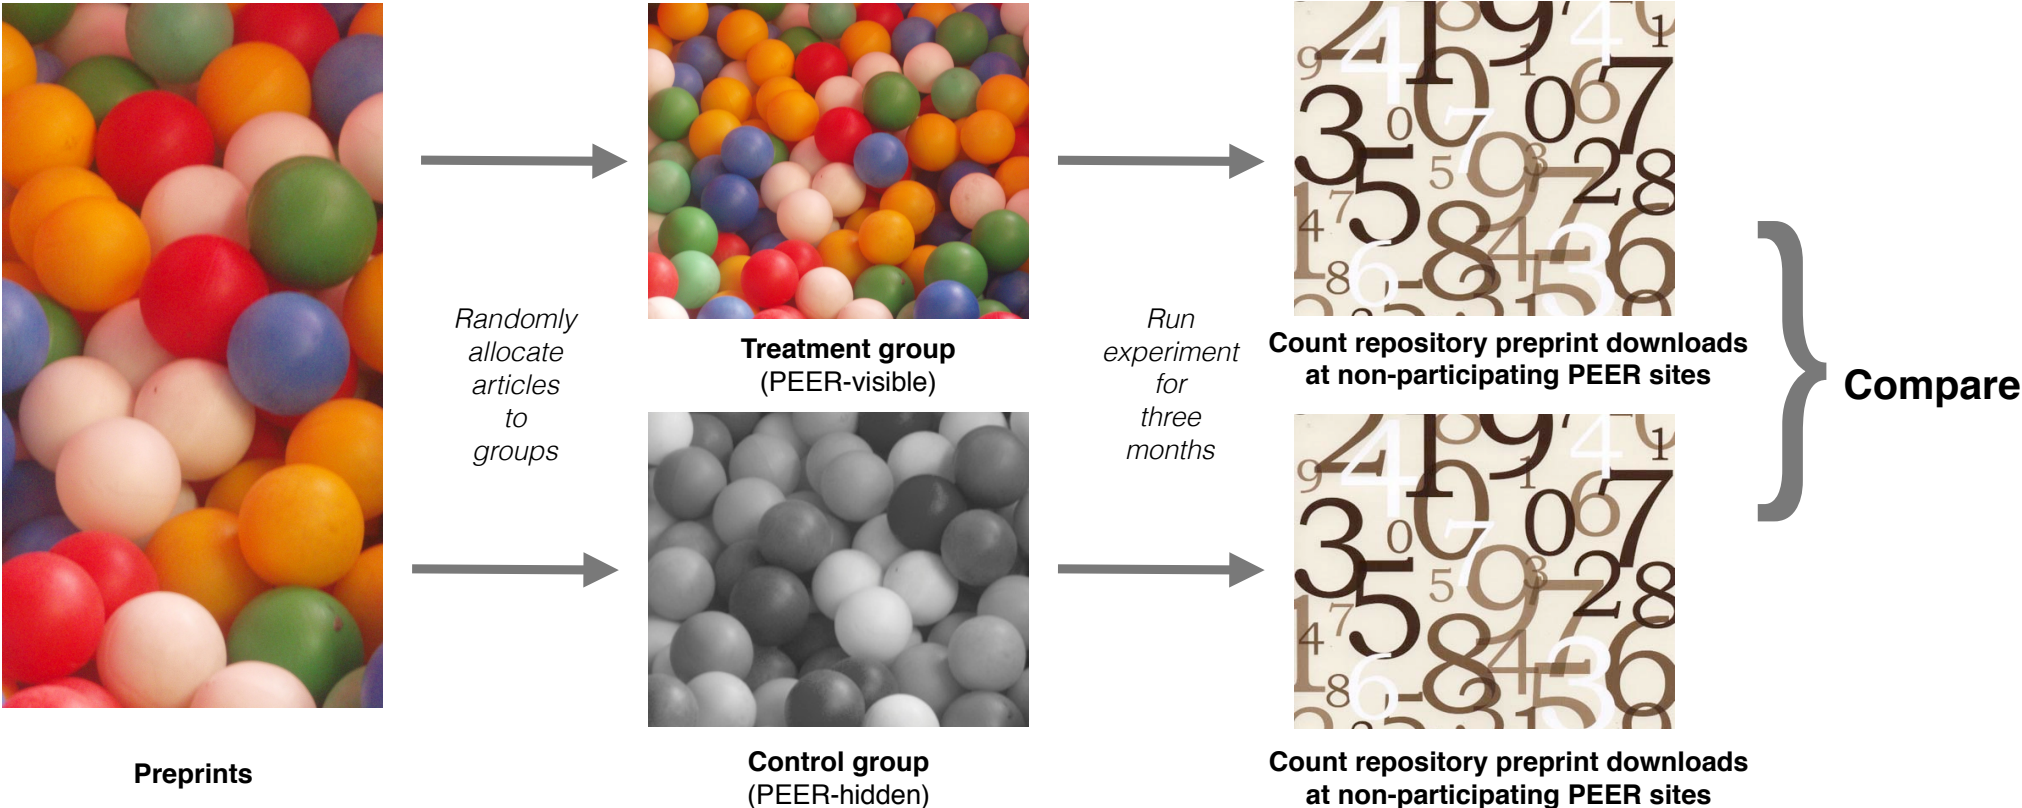 Randomly
allocate
articles
to
groups
Treatment group
(PEER-visible)
Run
experiment
for
three
months
Count repository preprint downloads
at non-participating PEER sites
Compare
Preprints
Control group
(PEER-hidden)
Count repository preprint downloads
at non-participating PEER sites